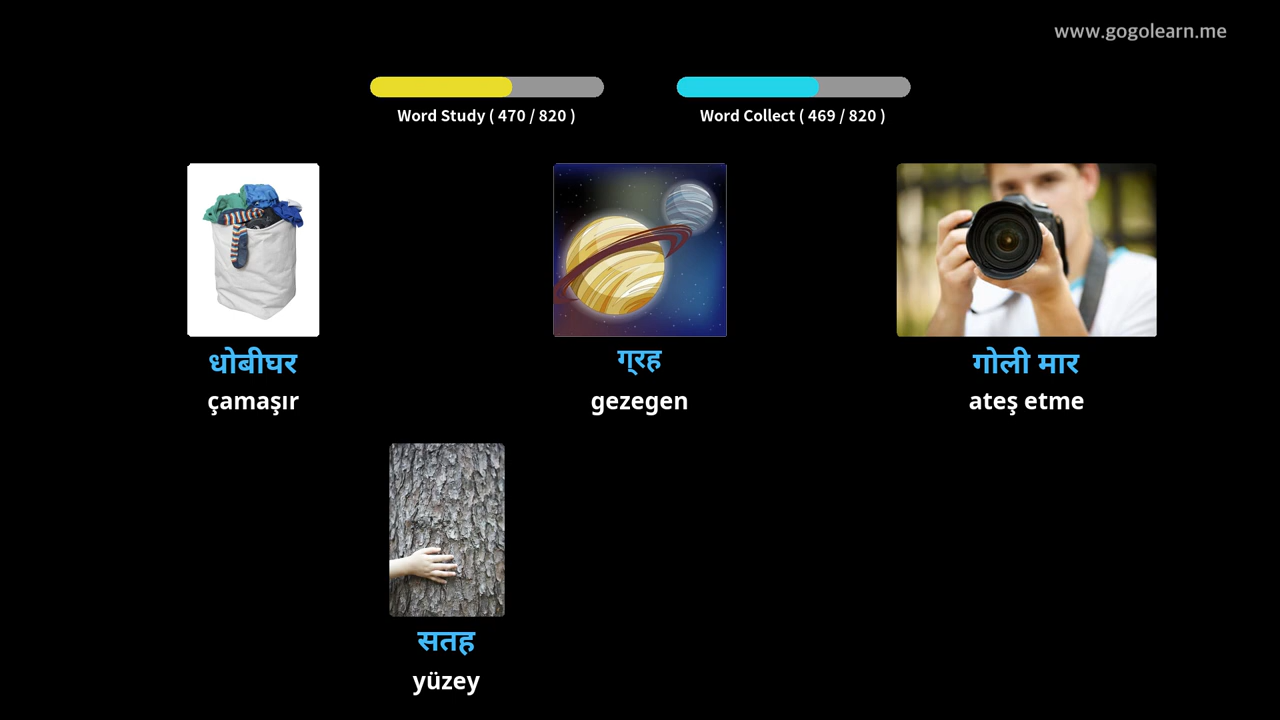 www.gogolearn.me
Word Study ( 470 / 820 )
Word Collect ( 469 / 820 )
धोबीघर
çamaşır
ग्रह
gezegen
गोली मार
ateş etme
सतह
yüzey